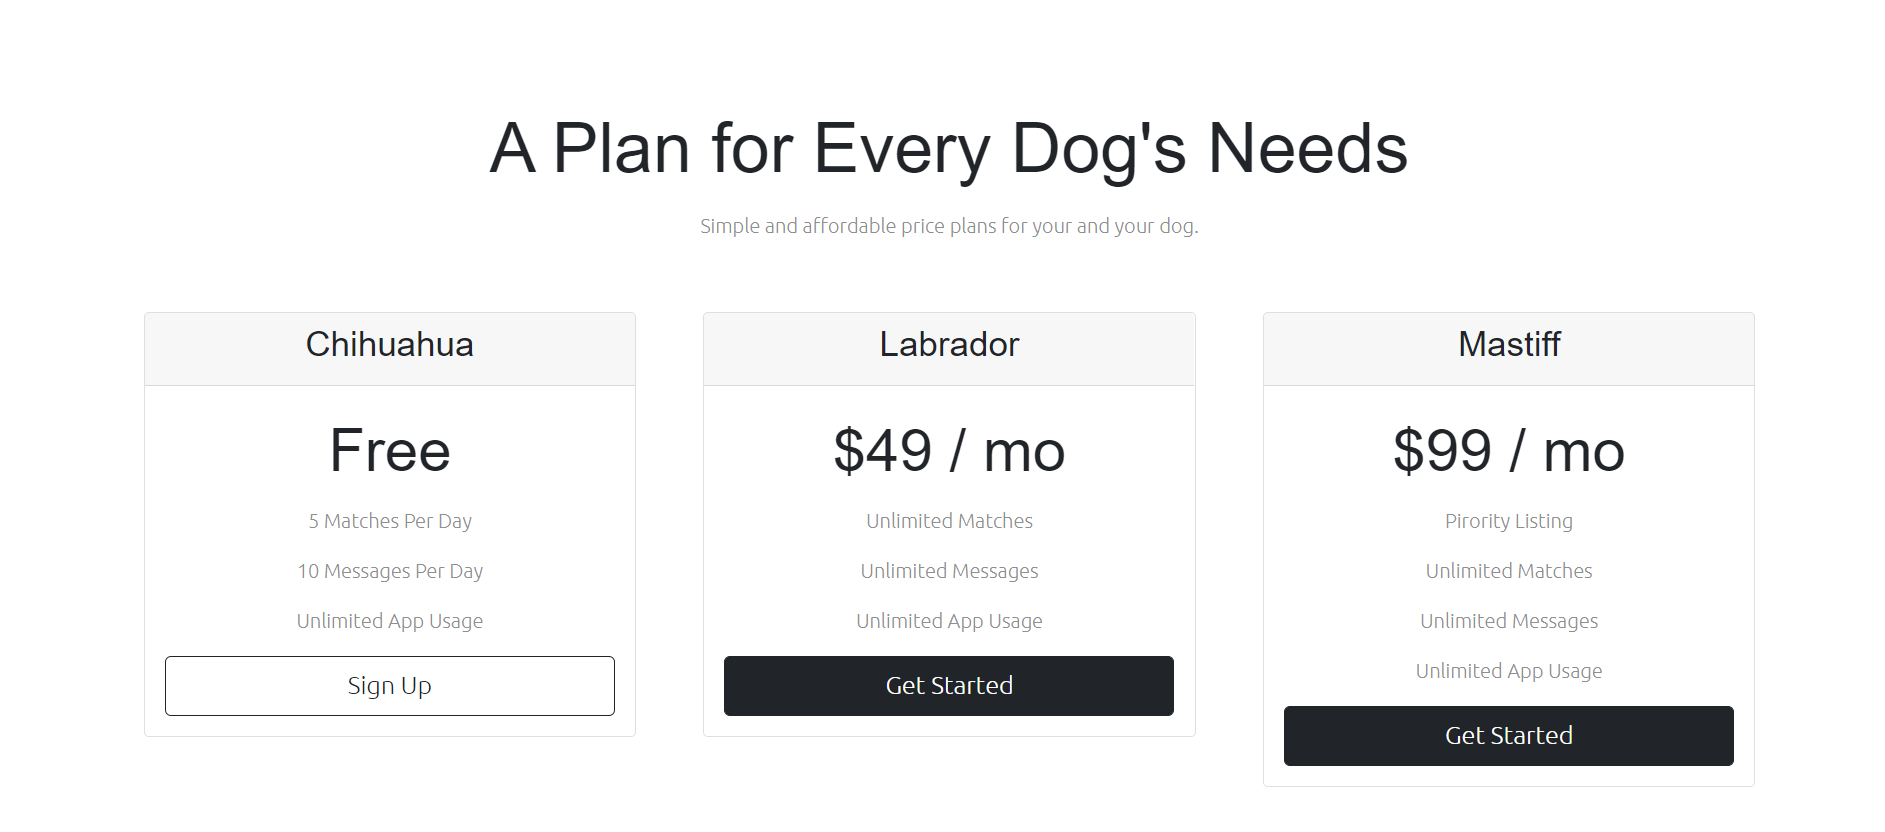 A Plan for Every Dog's Needs
Simple and affordable price plans for your and your dog.
Chihuahua
Free
5 Matches Per Day
10 Messages Per Day
Unlimited App Usage
Sign Up
Labrador
$49 / mo
Unlimited Matches
Unlimited Messages
Unlimited App Usage
Get Started
Mastiff
$99 / mo
Pirority Listing
Unlimited Matches
Unlimited Messages
Unlimited App Usage
Get Started